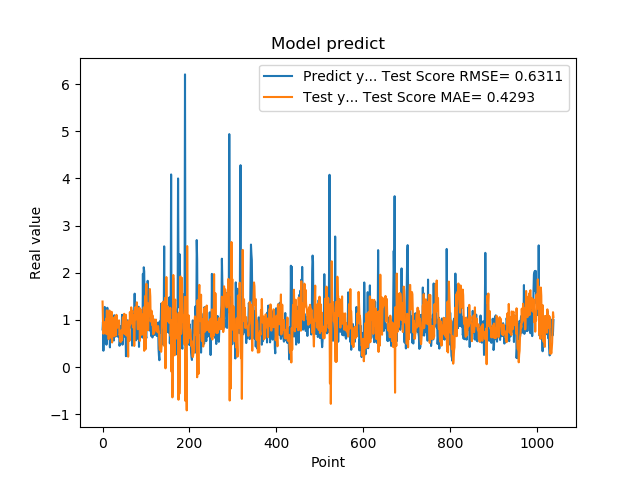 Model predict
Predict y... Test Score RMSE= 0.6311
Test y... Test Score MAE= 0.4293
Real value
6
5
4
3
2
1
0
−1
0 200 400 600 800 1000
Point